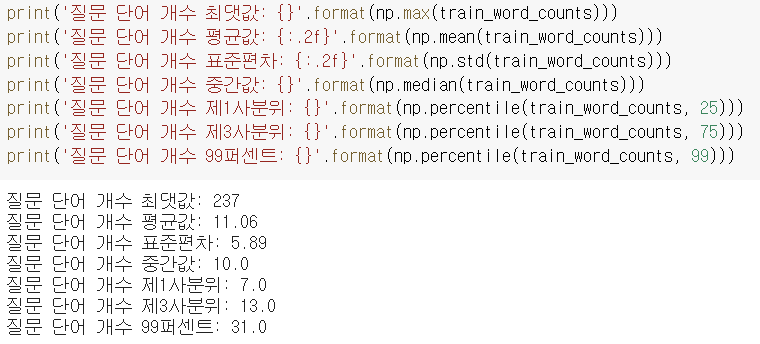 print('질문 단어 개수 최댓값: {}'.format(np.max(train_word_counts)))
print('질문 단어 개수 평균값: {:.2f}'.format(np.mean(train_word_counts)))
print('질문 단어 개수 표준편차: {:.2f}'.format(np.std(train_word_counts)))
print('질문 단어 개수 중간값: {}'.format(np.median(train_word_counts)))
print('질문 단어 개수 제1사분위: {}'.format(np.percentile(train_word_counts, 25)))
print('질문 단어 개수 제3사분위: {}'.format(np.percentile(train_word_counts, 75)))
print('질문 단어 개수 99퍼센트: {}'.format(np.percentile(train_word_counts, 99)))
질문 단어 개수 최댓값: 237
질문 단어 개수 평균값: 11.06
질문 단어 개수 표준편차: 5.89
질문 단어 개수 중간값: 10.0
질문 단어 개수 제1사분위: 7.0
질문 단어 개수 제3사분위: 13.0
질문 단어 개수 99퍼센트: 31.0